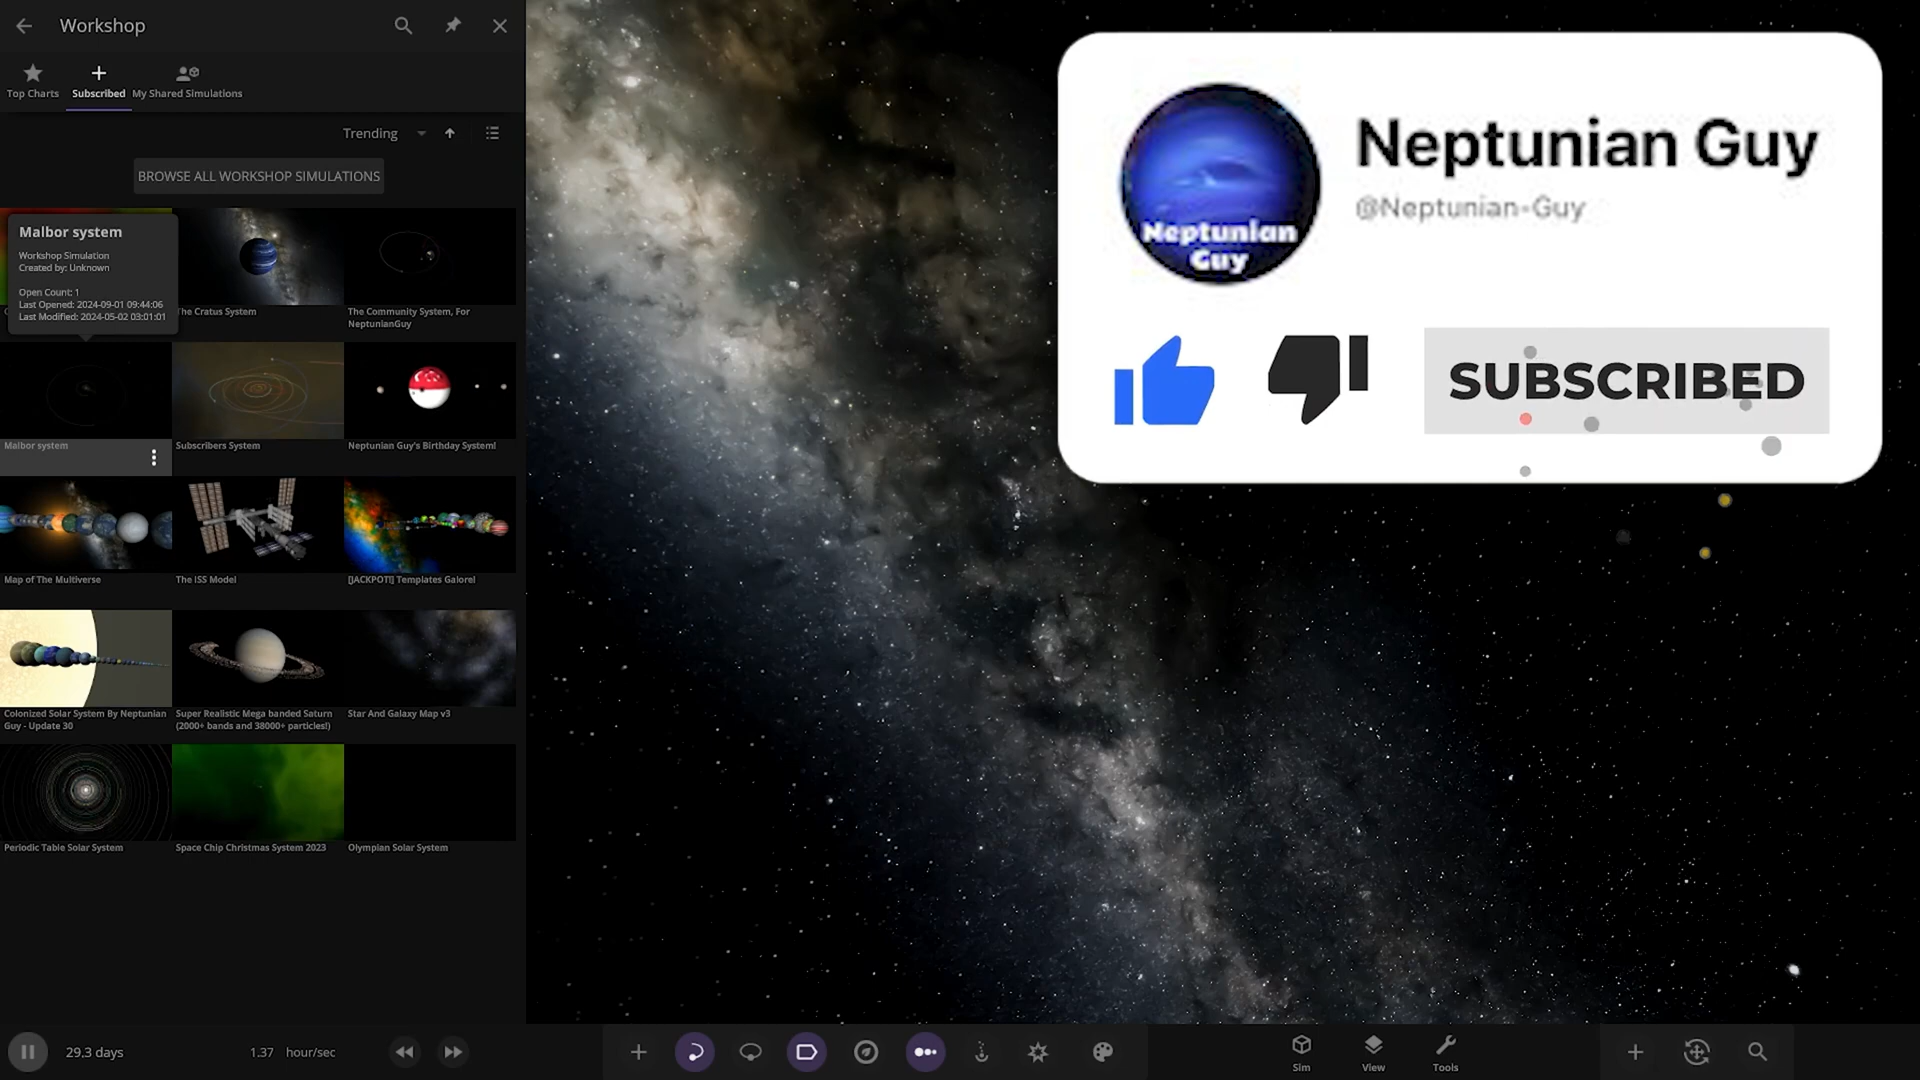 Workshop
Top Charts
Subscribed
My Shared Simulations
Trending
BROWSE ALL WORKSHOP SIMULATIONS
Malbor system
Workshop Simulation
Created by: Unknown
Open Count: 1
Last Opened: 2024-09-01 09:44:06
Last Modified: 2024-05-02 03:01:01
The Cratus System
The Community System, For
NeptunianGuy
Malbor system
Subscribers System
Neptunian Guy's Birthday System!
Map of The Multiverse
The ISS Model
[JACKPOT!] Templates Galore!
Colonized Solar System By Neptunian
Guy - Update 30
Super Realistic Mega banded Saturn
(2000+ bands and 38000+ particles!)
Star And Galaxy Map v3
Periodic Table Solar System
Space Chip Christmas System 2023
Olympian Solar System
Neptunian
Guy
Neptunian Guy
@Neptunian-Guy
SUBSCRIBED
29.3 days
1.37 hour/sec
Sim
View
Tools